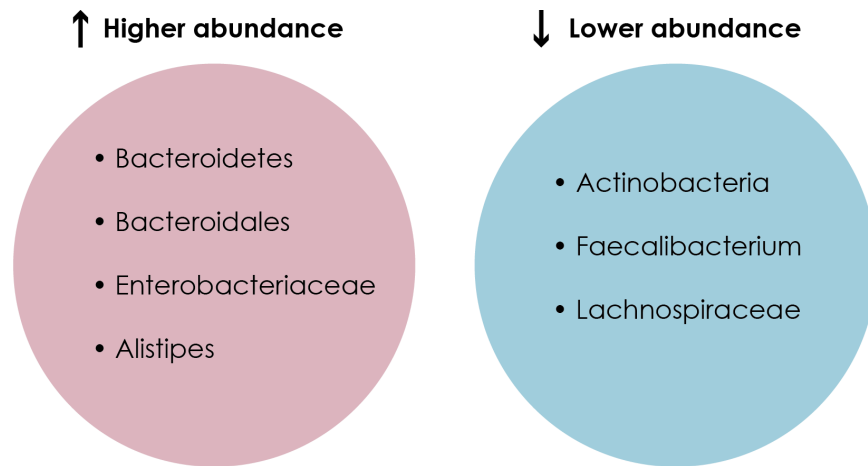 ↑ Higher abundance
• Bacteroidetes
• Bacteroidales
• Enterobacteriaceae
• Alistipes
↓ Lower abundance
• Actinobacteria
• Faecalibacterium
• Lachnospiraceae